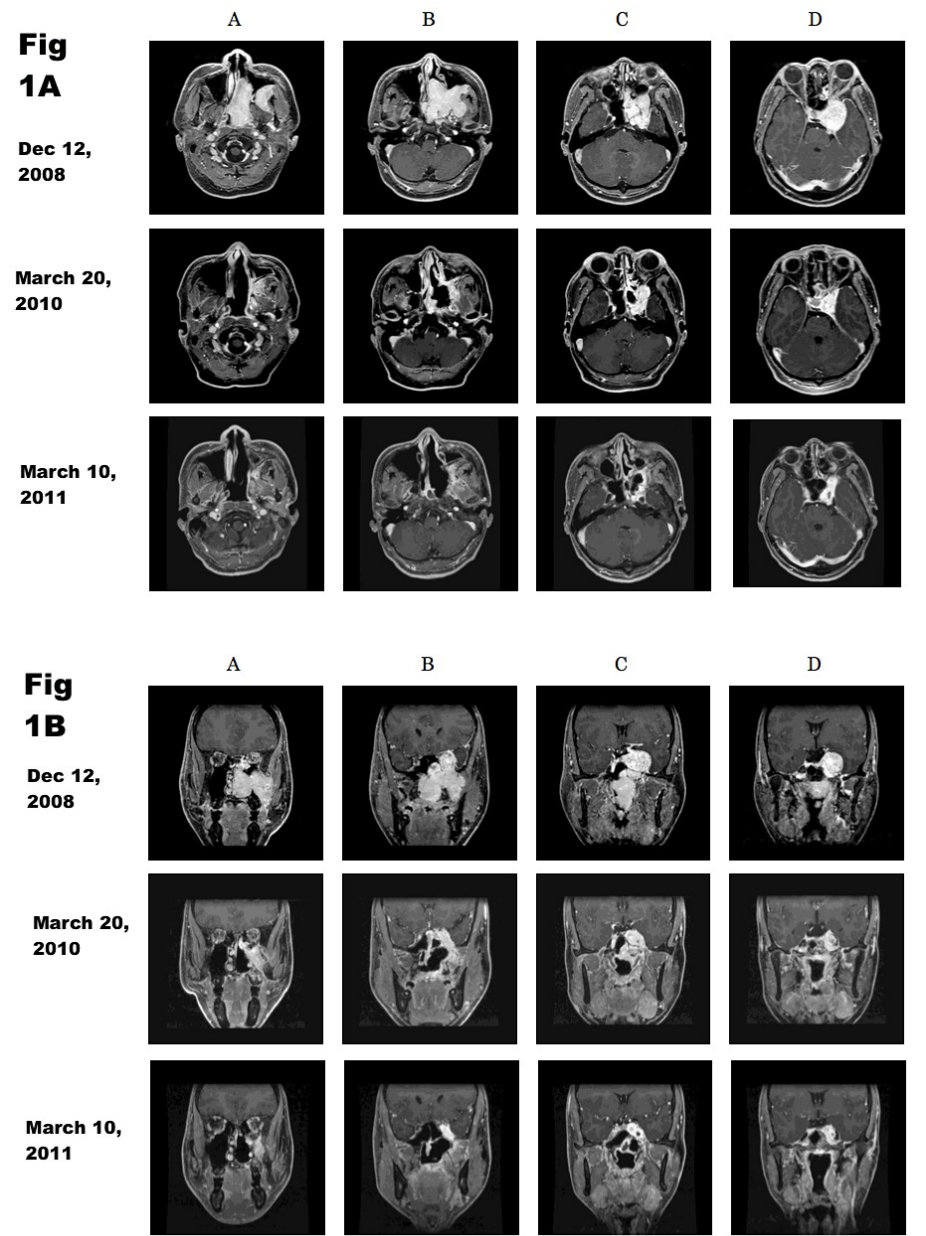 A B C D
Fig
1A
Dec 12,
2008
March 20,
2010
March 10,
2011
A B C D
Fig
1B
Dec 12,
2008
March 20,
2010
March 10,
2011